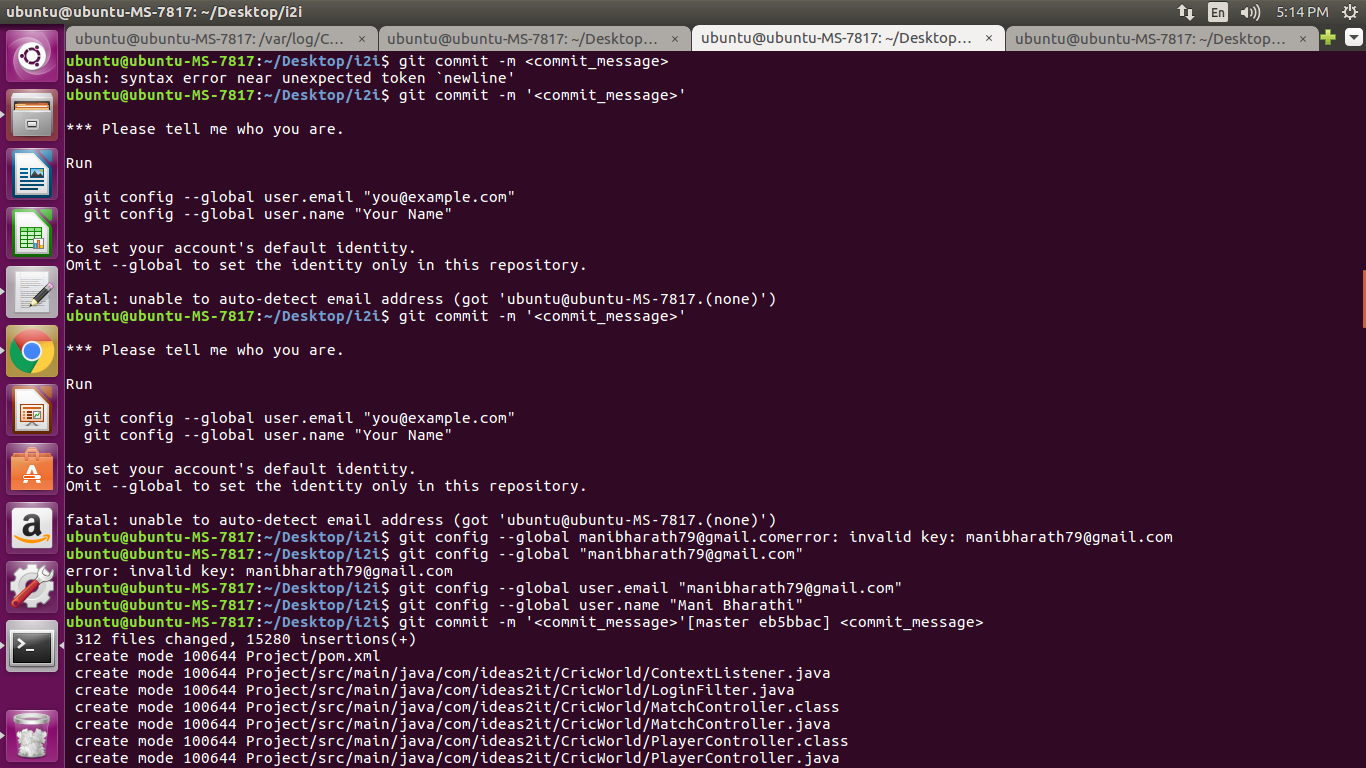 ubuntu@ubuntu-MS-7817: ~/Desktop/i2i
En
5:14 PM
ubuntu@ubuntu-MS-7817: /var/log/C... ×
ubuntu@ubuntu-MS-7817: ~/Desktop... ×
ubuntu@ubuntu-MS-7817: ~/Desktop... ×
ubuntu@ubuntu-MS-7817: ~/Desktop... ×
ubuntu@ubuntu-MS-7817:~/Desktop/i2i$ git commit -m <commit_message>
bash: syntax error near unexpected token `newline'
ubuntu@ubuntu-MS-7817:~/Desktop/i2i$ git commit -m '<commit_message>'
*** Please tell me who you are.
Run
git config --global user.email "you@example.com"
git config --global user.name "Your Name"
to set your account's default identity.
Omit --global to set the identity only in this repository.
fatal: unable to auto-detect email address (got 'ubuntu@ubuntu-MS-7817.(none)')
ubuntu@ubuntu-MS-7817:~/Desktop/i2i$ git commit -m '<commit_message>'
*** Please tell me who you are.
Run
git config --global user.email "you@example.com"
git config --global user.name "Your Name"
to set your account's default identity.
Omit --global to set the identity only in this repository.
fatal: unable to auto-detect email address (got 'ubuntu@ubuntu-MS-7817.(none)')
ubuntu@ubuntu-MS-7817:~/Desktop/i2i$ git config --global manibharath79@gmail.comerror: invalid key: manibharath79@gmail.com
ubuntu@ubuntu-MS-7817:~/Desktop/i2i$ git config --global "manibharath79@gmail.com"
error: invalid key: manibharath79@gmail.com
ubuntu@ubuntu-MS-7817:~/Desktop/i2i$ git config --global user.email "manibharath79@gmail.com"
ubuntu@ubuntu-MS-7817:~/Desktop/i2i$ git config --global user.name "Mani Bharathi"
ubuntu@ubuntu-MS-7817:~/Desktop/i2i$ git commit -m '<commit_message>'[master eb5bbac] <commit_message>
312 files changed, 15280 insertions(+)
create mode 100644 Project/pom.xml
create mode 100644 Project/src/main/java/com/ideas2it/CricWorld/ContextListener.java
create mode 100644 Project/src/main/java/com/ideas2it/CricWorld/LoginFilter.java
create mode 100644 Project/src/main/java/com/ideas2it/CricWorld/MatchController.class
create mode 100644 Project/src/main/java/com/ideas2it/CricWorld/MatchController.java
create mode 100644 Project/src/main/java/com/ideas2it/CricWorld/PlayerController.class
create mode 100644 Project/src/main/java/com/ideas2it/CricWorld/PlayerController.java